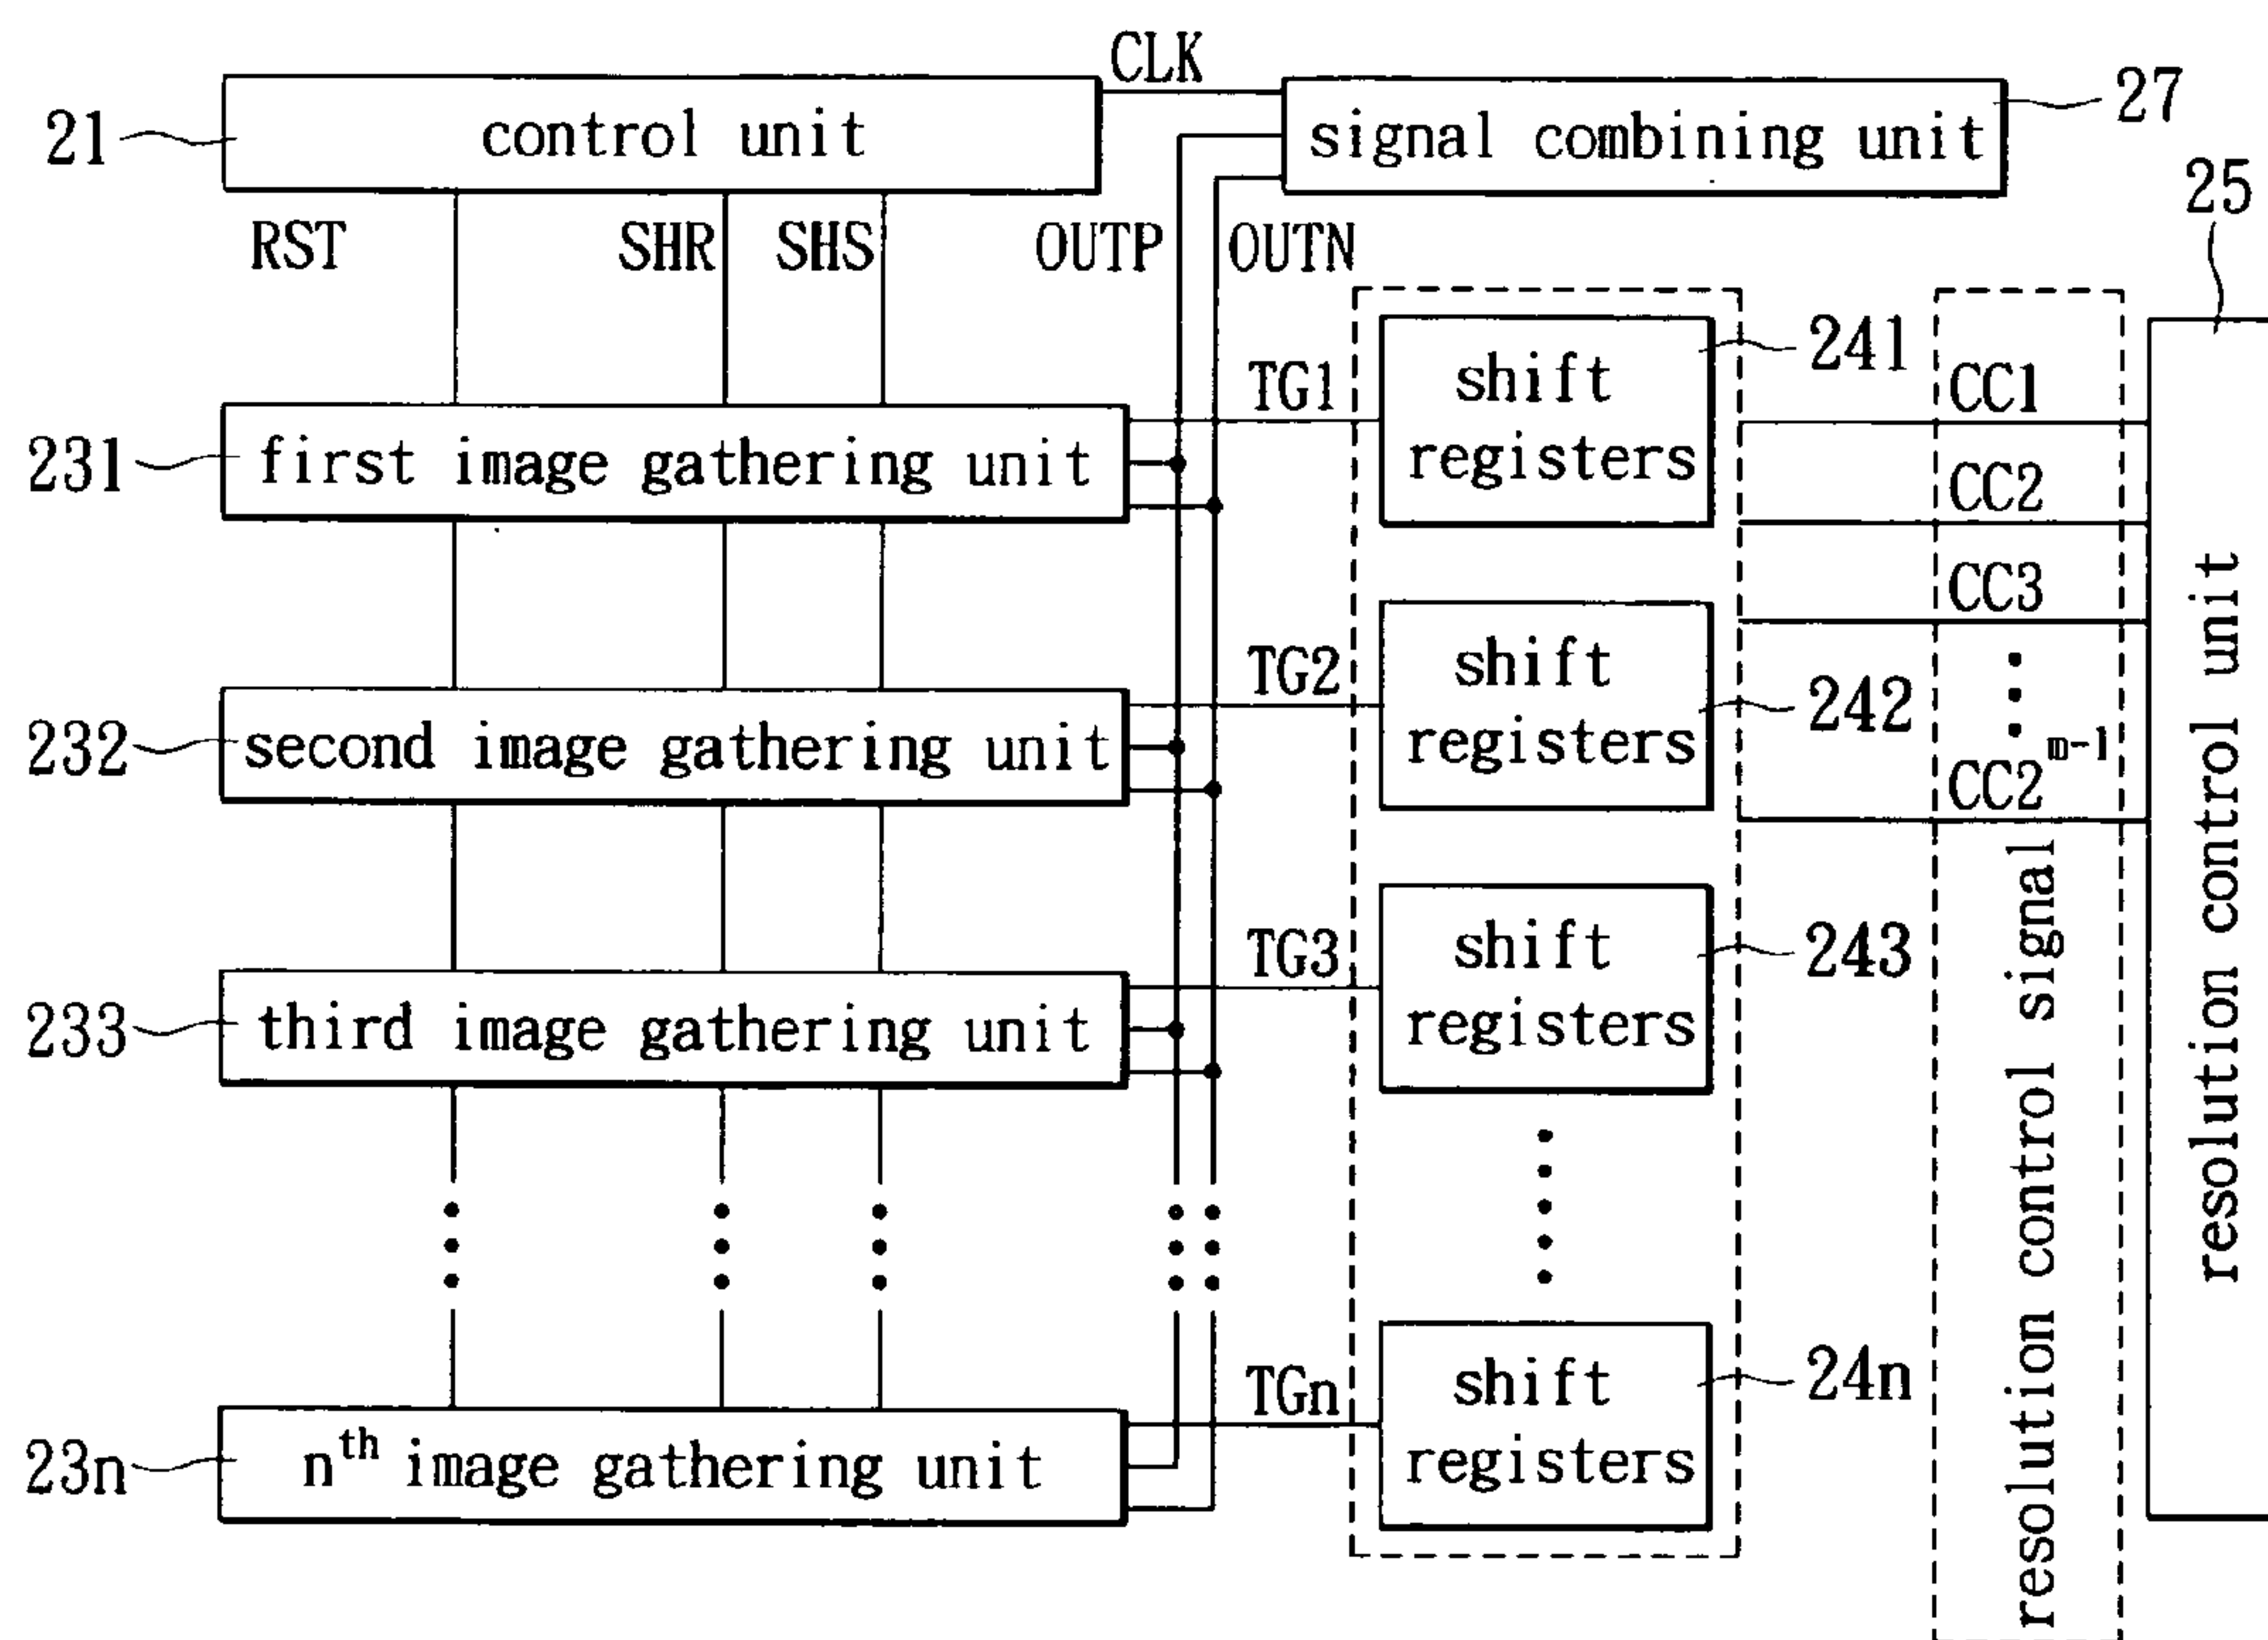 CLK
27
21
control unit
signal combining unit
25
RST
SHR
SHS
OUTP
OUTN
241
TG1
shift
registers
CC1
231
first image gathering unit
CC2
CC3
TG2
shift
registers
242
232
second image gathering unit
CC2^{m-1}
TG3
shift
registers
243
233
third image gathering unit
resolution control signal
resolution control unit
TGn
shift
registers
24n
23n
n^{th} image gathering unit